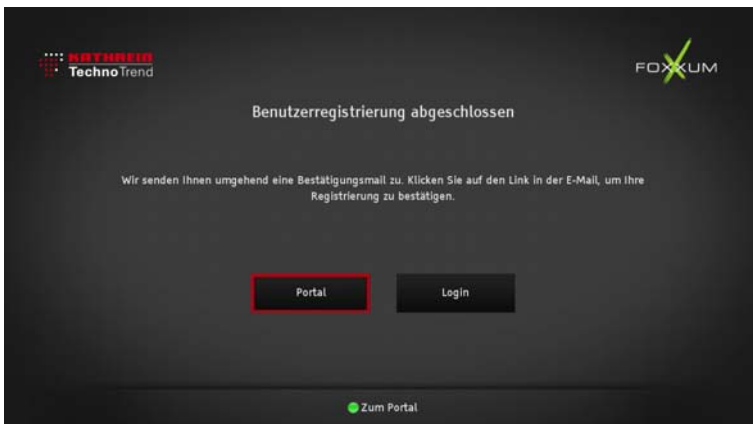 KATHREIN
TechnoTrend
FOXXUM
Benutzerregistrierung abgeschlossen
Wir senden Ihnen umgehend eine Bestätigungsmail zu. Klicken Sie auf den Link in der E-Mail, um Ihre
Registrierung zu bestätigen.
Portal
Login
Zum Portal